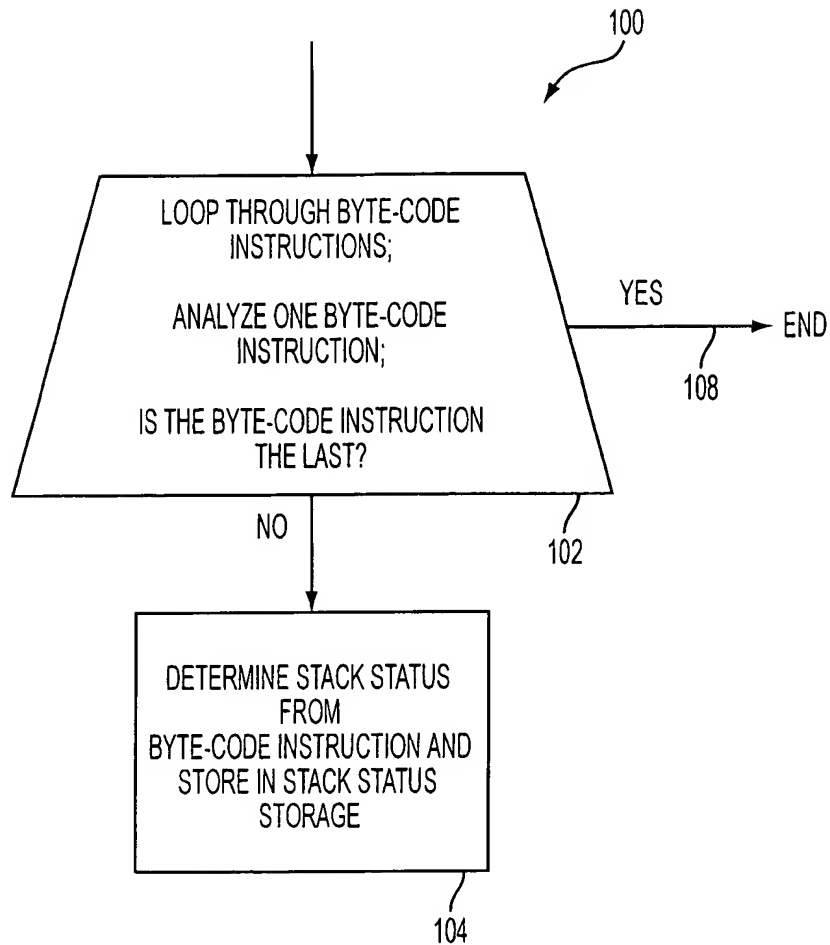 100
LOOP THROUGH BYTE-CODE
INSTRUCTIONS;
ANALYZE ONE BYTE-CODE
INSTRUCTION;
IS THE BYTE-CODE INSTRUCTION
THE LAST?
YES
END
108
NO
102
DETERMINE STACK STATUS
FROM
BYTE-CODE INSTRUCTION AND
STORE IN STACK STATUS
STORAGE
104